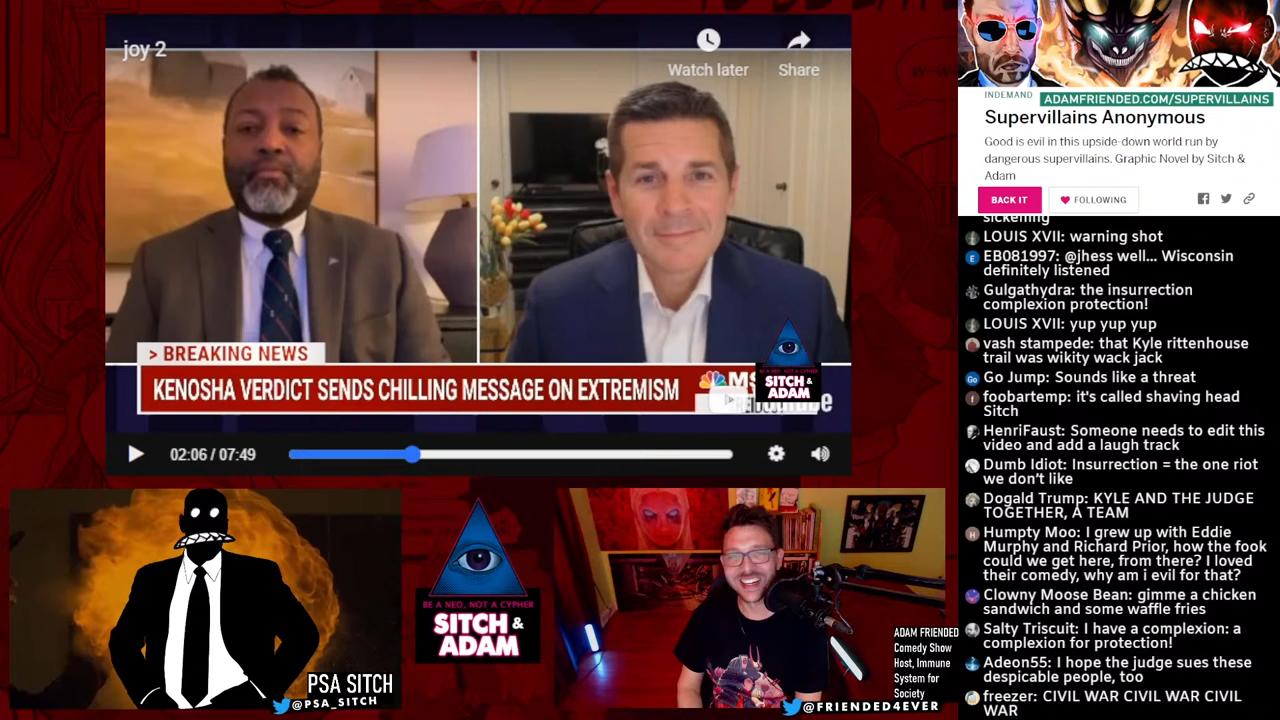 joy 2
Watch later
Share
> BREAKING NEWS
KENOSHA VERDICT SENDS CHILLING MESSAGE ON EXTREMISM
BE A NEO, NOT A CYPHER
SITCH &
ADAM
02:06 / 07:49
PSA SITCH
@PSA_SITCH
BE A NEO, NOT A CYPHER
SITCH &
ADAM
ADAM FRIENDED
Comedy Show
Host, Immune
System for
Society
@FRIENDED4EVER
INDEMAND
ADAMFRIENDED.COM/SUPERVILLAINS
Supervillains Anonymous
Good is evil in this upside-down world run by
dangerous supervillains. Graphic Novel by Sitch &
Adam
BACK IT
FOLLOWING
sickening
LOUIS XVII: warning shot
EB081997: @jhess well... Wisconsin
definitely listened
Gulgathydra: the insurrection
complexion protection!
LOUIS XVII: yup yup yup
vash stampede: that Kyle rittenhouse
trail was wikity wack jack
Go Jump: Sounds like a threat
foobartemp: it's called shaving head
Sitch
HenriFaust: Someone needs to edit this
video and add a laugh track
Dumb Idiot: Insurrection = the one riot
we don't like
Dogald Trump: KYLE AND THE JUDGE
TOGETHER, A TEAM
Humpty Moo: I grew up with Eddie
Murphy and Richard Prior, how the fook
could we get here, from there? I loved
their comedy, why am i evil for that?
Clowny Moose Bean: gimme a chicken
sandwich and some waffle fries
Salty Triscuit: I have a complexion: a
complexion for protection!
Adeon55: I hope the judge sues these
despicable people, too
freezer: CIVIL WAR CIVIL WAR CIVIL
WAR